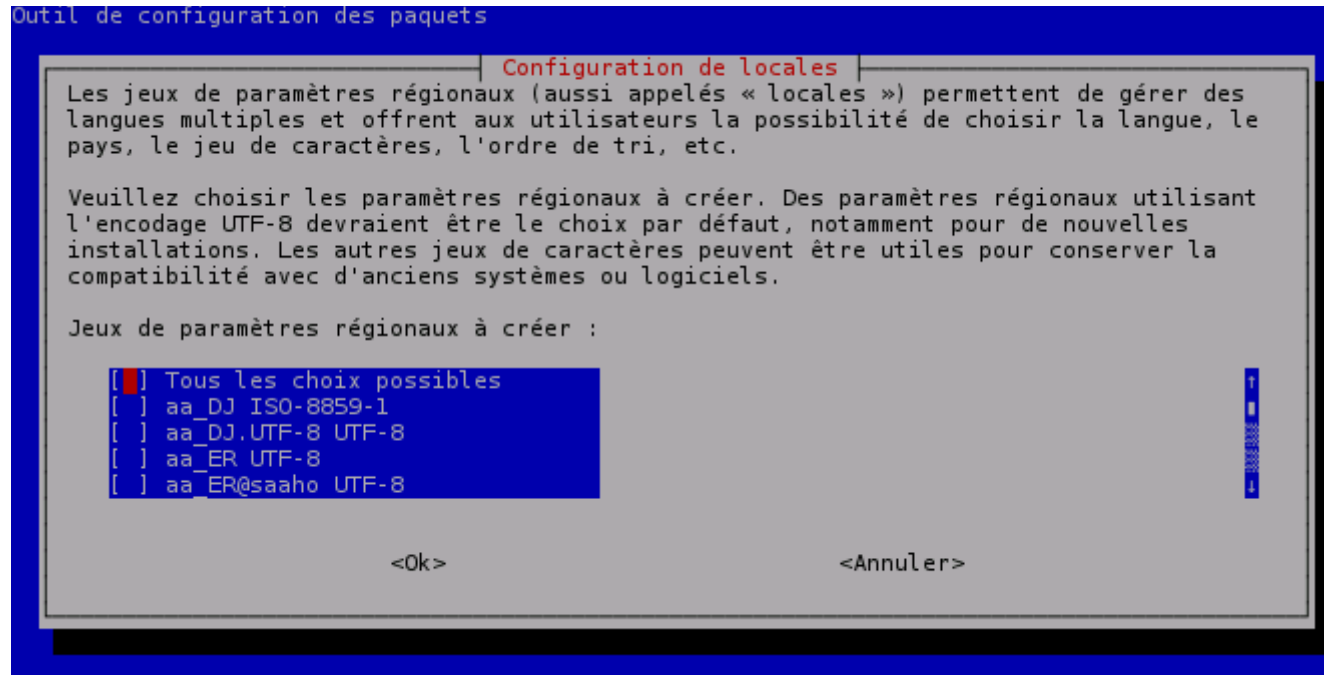 Outil de configuration des paquets
Configuration de locales
Les jeux de paramètres régionaux (aussi appelés « locales ») permettent de gérer des
langues multiples et offrent aux utilisateurs la possibilité de choisir la langue, le
pays, le jeu de caractères, l'ordre de tri, etc.
Veuillez choisir les paramètres régionaux à créer. Des paramètres régionaux utilisant
l'encodage UTF-8 devraient être le choix par défaut, notamment pour de nouvelles
installations. Les autres jeux de caractères peuvent être utiles pour conserver la
compatibilité avec d'anciens systèmes ou logiciels.
Jeux de paramètres régionaux à créer :
[ ] Tous les choix possibles
[ ] aa_DJ ISO-8859-1
[ ] aa_DJ.UTF-8 UTF-8
[ ] aa_ER UTF-8
[ ] aa_ER@saaho UTF-8
<Ok> <Annuler>